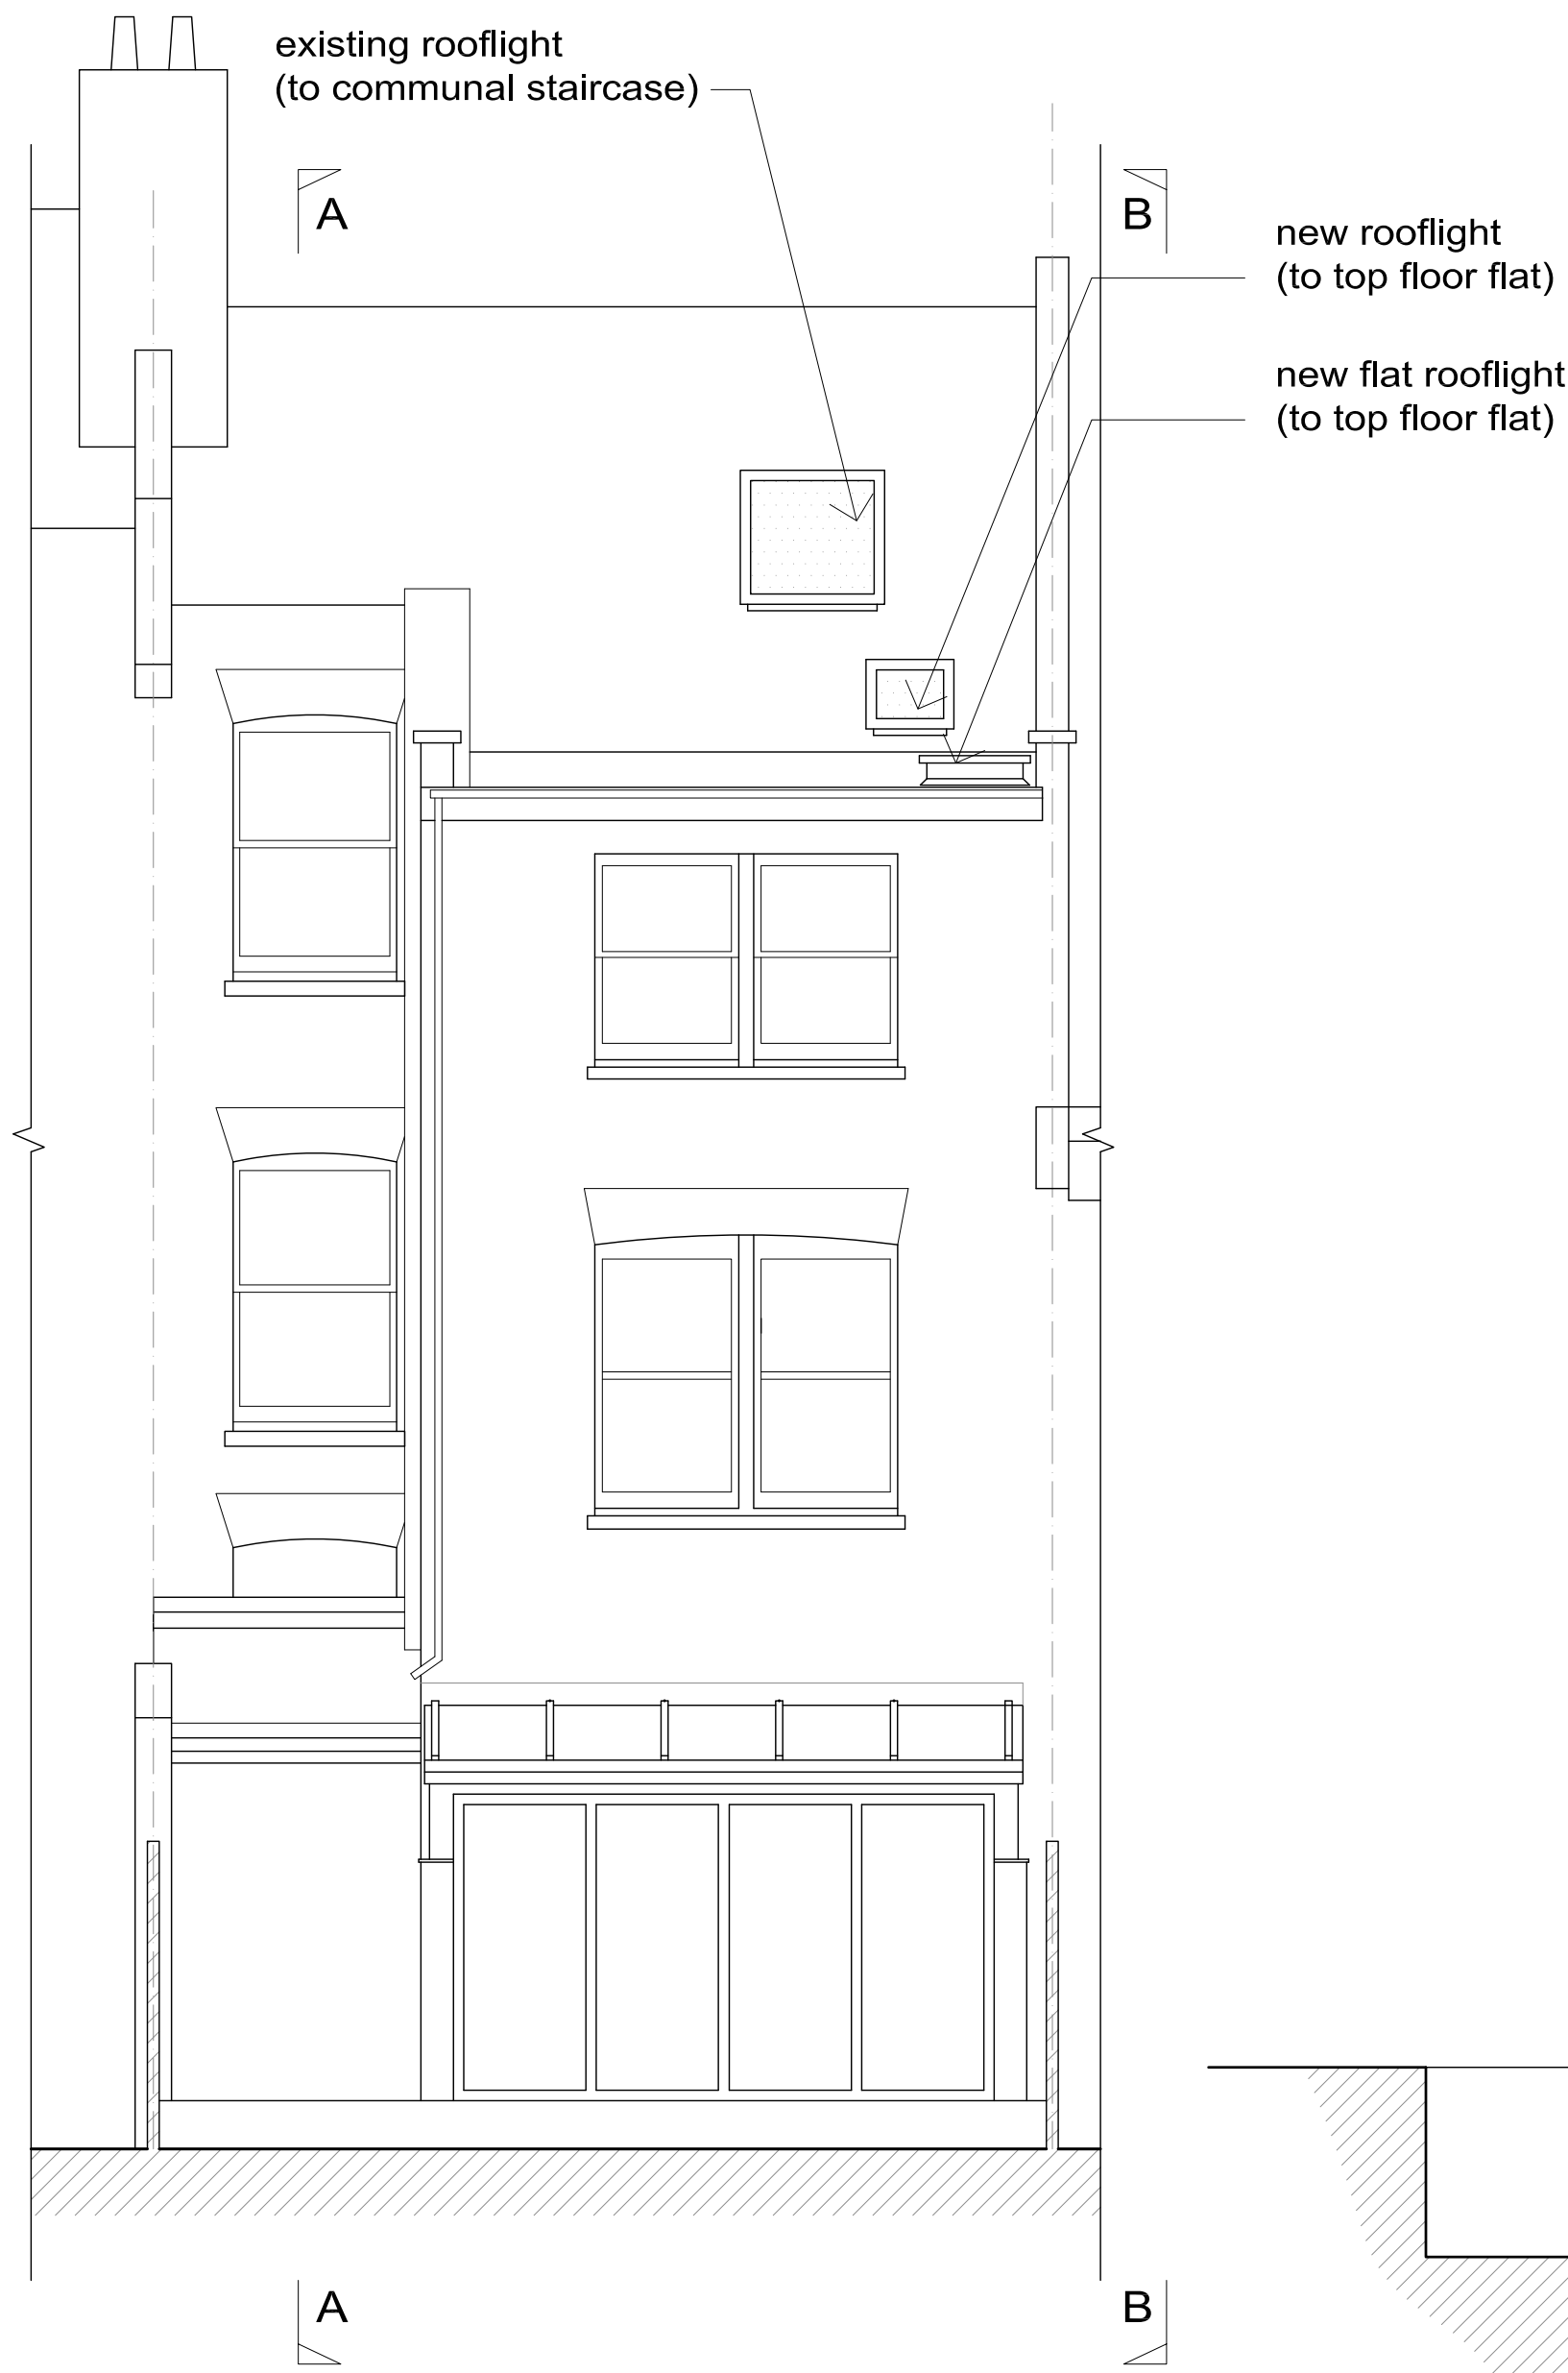 existing rooflight
(to communal staircase)
A
B
new rooflight
(to top floor flat)
new flat rooflight
(to top floor flat)
A
B